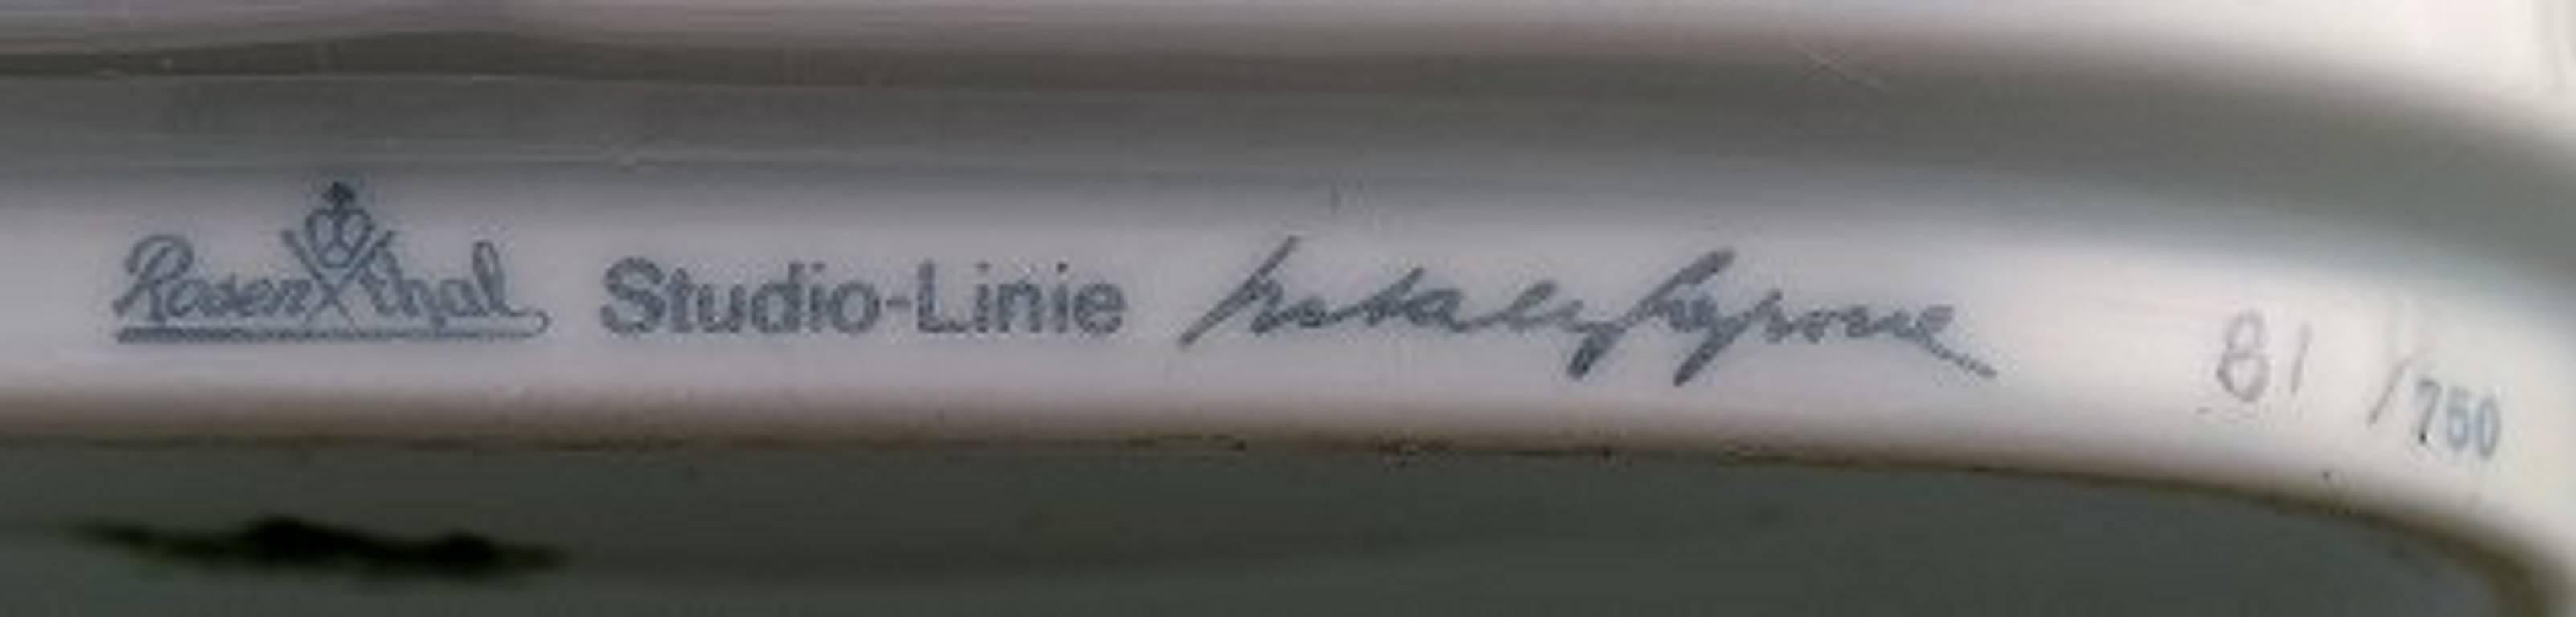 Rosenthal Studio-Linie 81 / 750